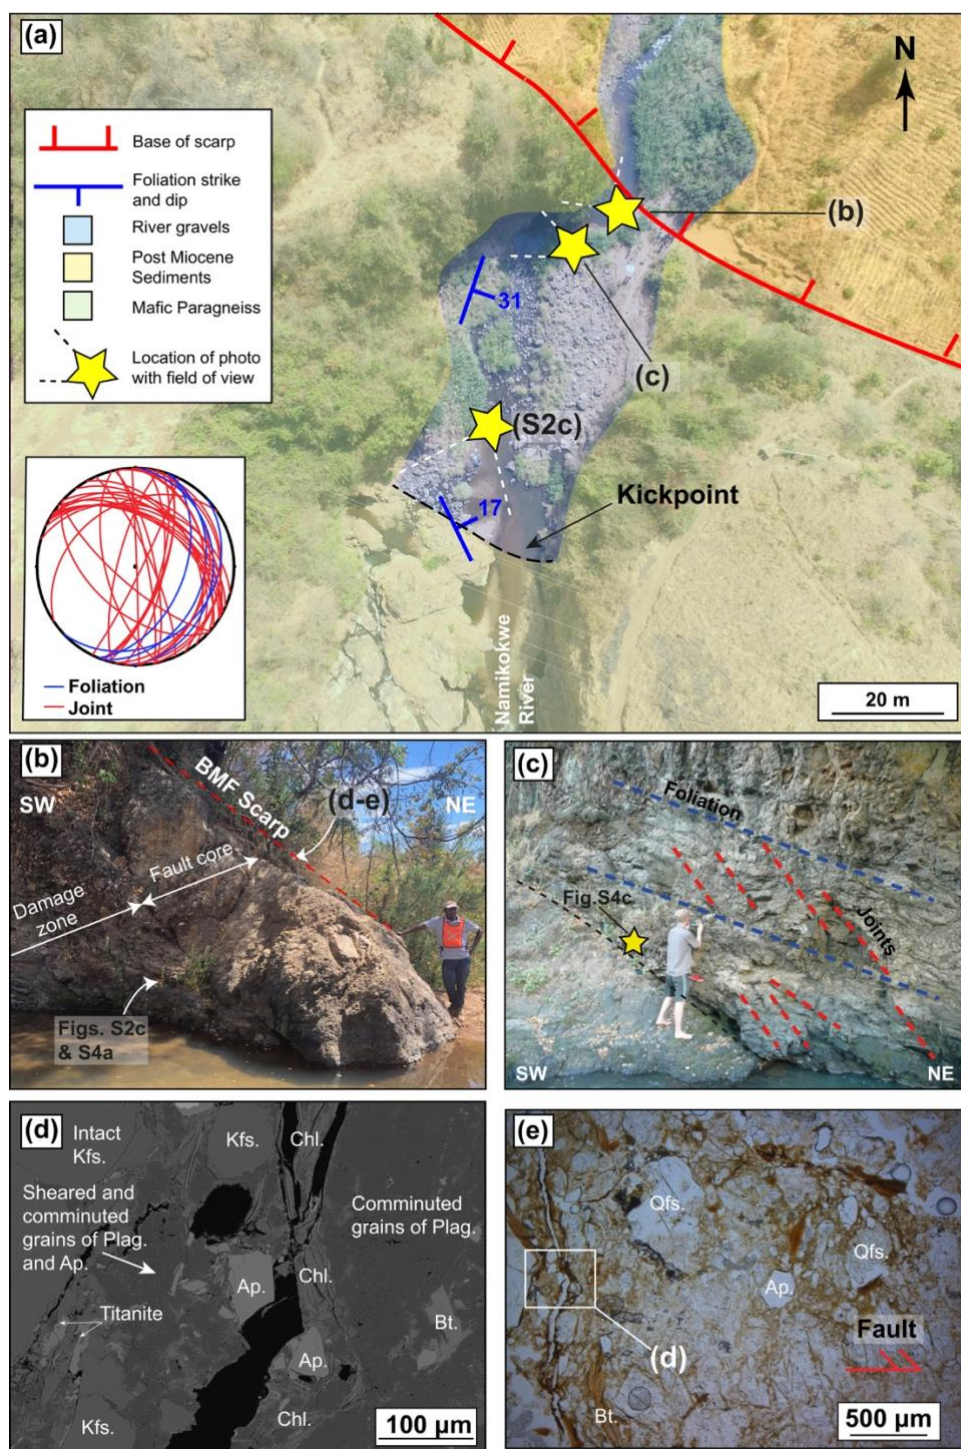 (a)
N
Base of scarp
Foliation strike
and dip
River gravels
Post Miocene
Sediments
Mafic Paragneiss
Location of photo
with field of view
(b)
31
(c)
(S2c)
Kickpoint
17
Namikokwe
River
Foliation
Joint
20 m
(b)
SW
BMF Scarp
(d-e)
NE
Fault core
Damage
zone
Figs. S2c
& S4a
(c)
Foliation
Fig.S4c
Joints
SW
NE
(d)
Intact
Kfs.
Kfs.
Chl.
Sheared and
comminuted
grains of Plag.
and Ap.
Comminuted
grains of Plag.
Ap.
Chl.
Titanite
Bt.
Ap.
Kfs.
Chl.
100 µm
(e)
Qfs.
Qfs.
Ap.
Fault
(d)
Bt.
500 µm